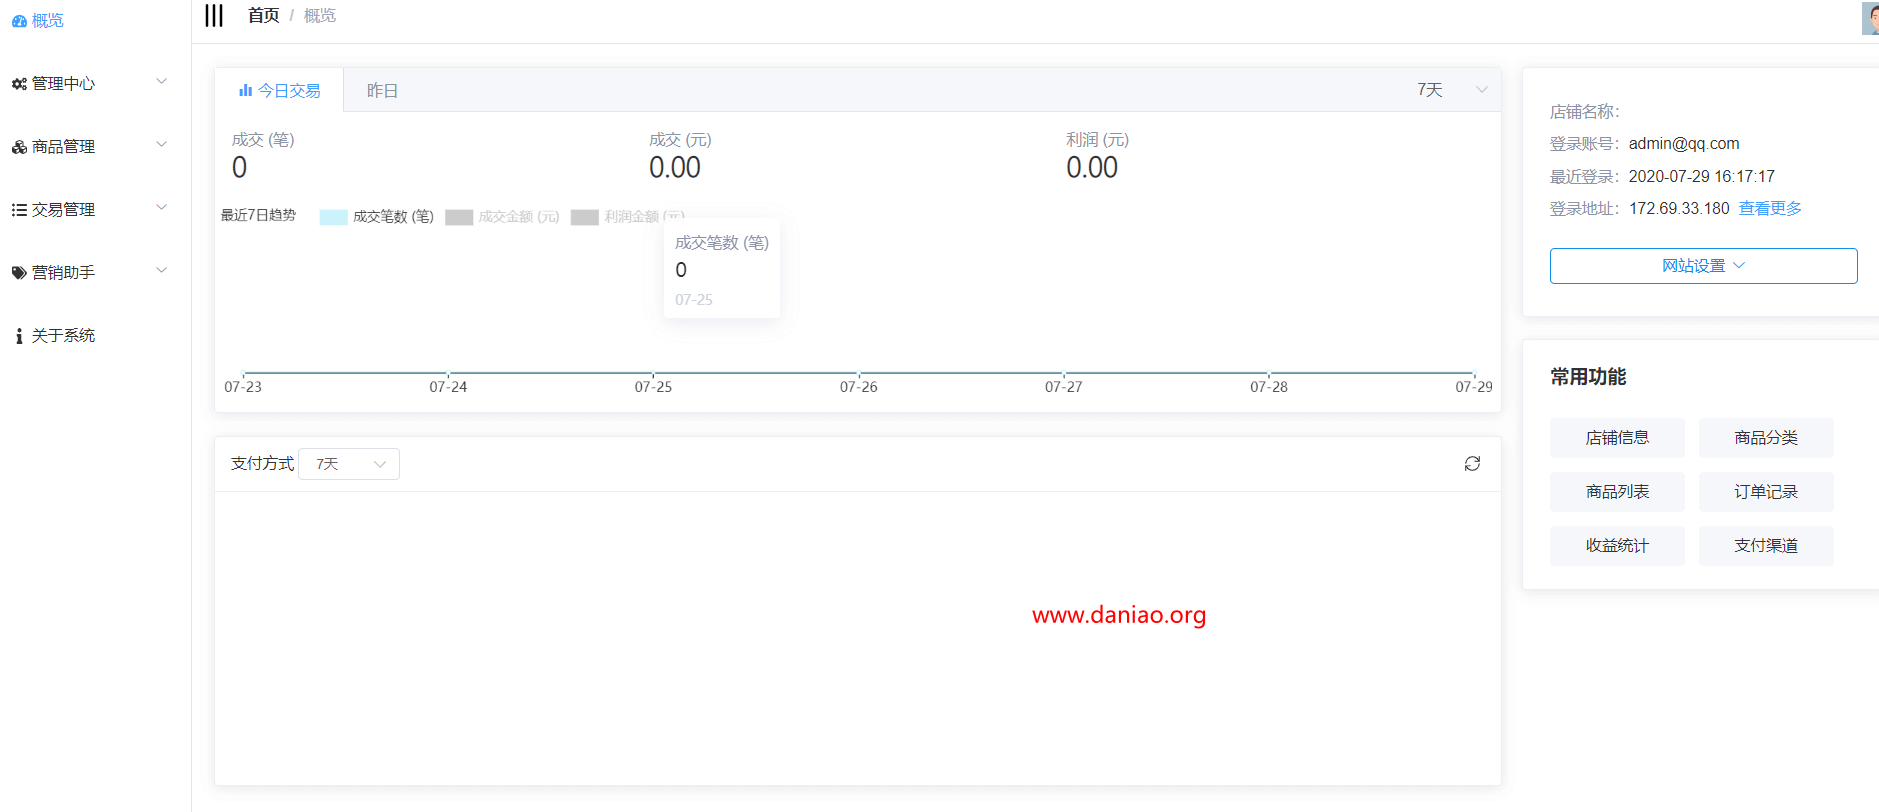 概览
管理中心
商品管理
交易管理
营销助手
关于系统
首页 / 概览
今日交易 昨日 7天
成交 (笔) 成交 (元) 利润 (元)
0 0.00 0.00
最近7日趋势 成交笔数 (笔) 成交金额 (元) 利润金额 (元)
成交笔数 (笔)
0
07-25
07-23 07-24 07-25 07-26 07-27 07-28 07-29
支付方式 7天
www.daniao.org
店铺名称：
登录账号：admin@qq.com
最近登录：2020-07-29 16:17:17
登录地址：172.69.33.180 查看更多
网站设置
常用功能
店铺信息 商品分类
商品列表 订单记录
收益统计 支付渠道